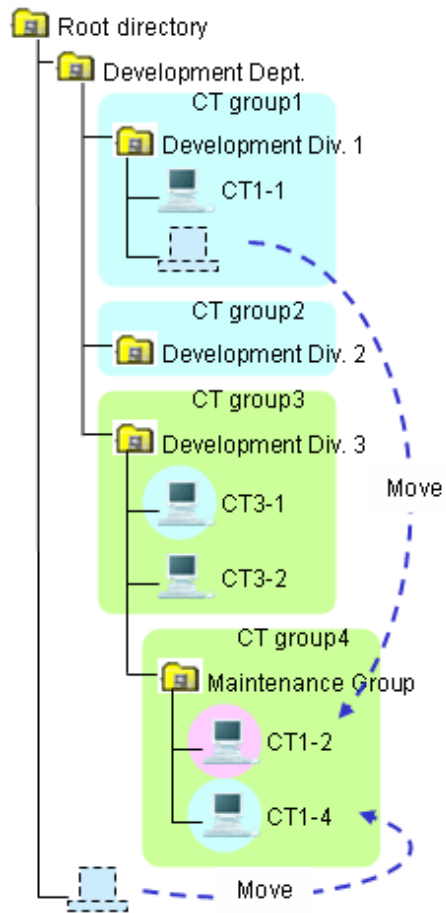 Root directory
Development Dept.
CT group1
Development Div. 1
CT1-1
CT group2
Development Div. 2
CT group3
Development Div. 3
Move
CT3-1
CT3-2
CT group4
Maintenance Group
CT1-2
CT1-4
Move